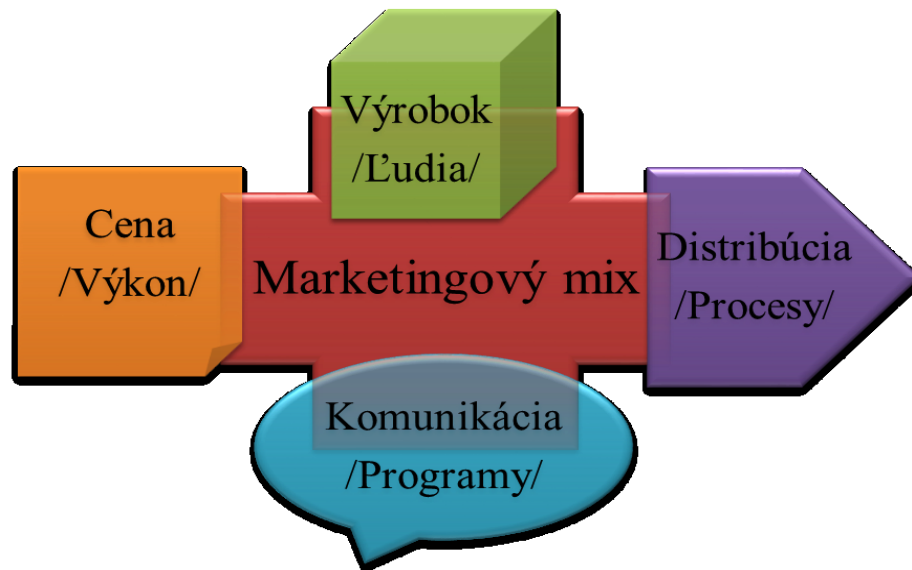 Výrobok
/Ľudia/
Cena
/Výkon/
Marketingový mix
Distribúcia
/Procesy/
Komunikácia
/Programy/